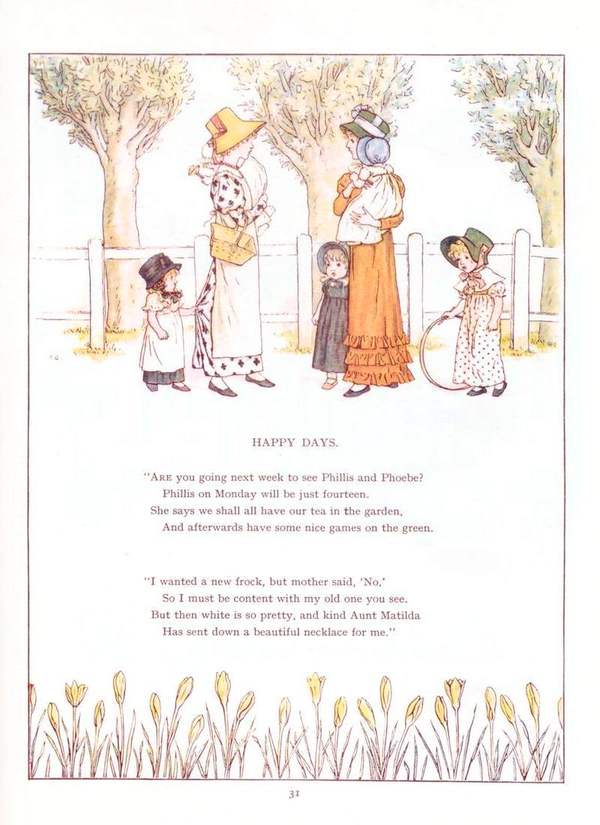 K G
HAPPY DAYS.
"ARE you going next week to see Phillis and Phoebe?
Phillis on Monday will be just fourteen.
She says we shall all have our tea in the garden,
And afterwards have some nice games on the green.
"I wanted a new frock, but mother said, 'No,'
So I must be content with my old one you see.
But then white is so pretty, and kind Aunt Matilda
Has sent down a beautiful necklace for me."
31